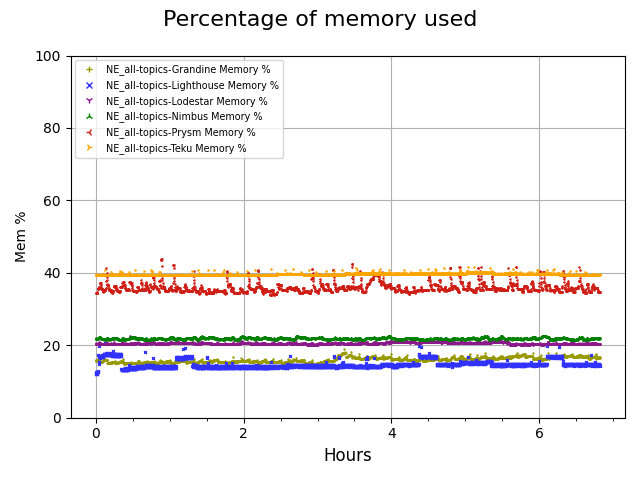 Percentage of memory used
100
80
60
40
20
0
Mem %
NE_all-topics-Grandine Memory %
NE_all-topics-Lighthouse Memory %
NE_all-topics-Lodestar Memory %
NE_all-topics-Nimbus Memory %
NE_all-topics-Prysm Memory %
NE_all-topics-Teku Memory %
0 2 4 6
Hours